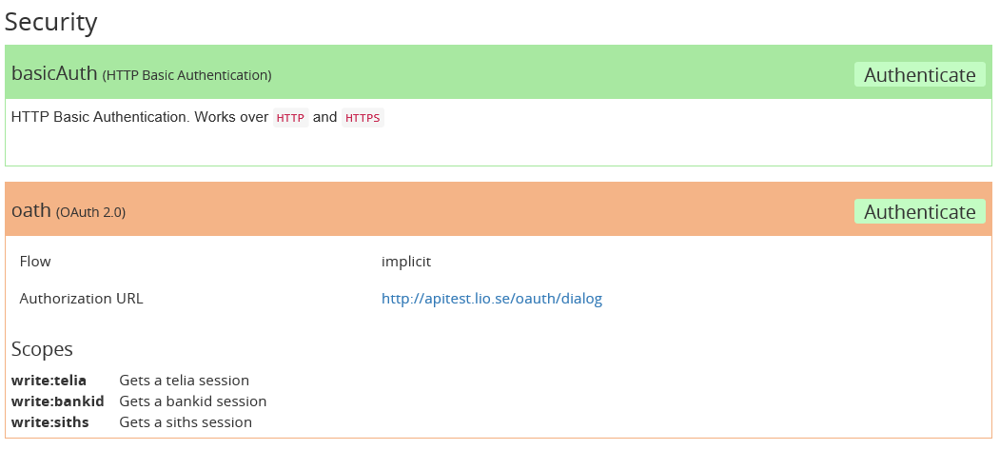 Security
basicAuth (HTTP Basic Authentication)
Authenticate
HTTP Basic Authentication. Works over HTTP and HTTPS
oath (OAuth 2.0)
Authenticate
Flow implicit
Authorization URL http://apitest.lio.se/oauth/dialog
Scopes
write:telia Gets a telia session
write:bankid Gets a bankid session
write:siths Gets a siths session